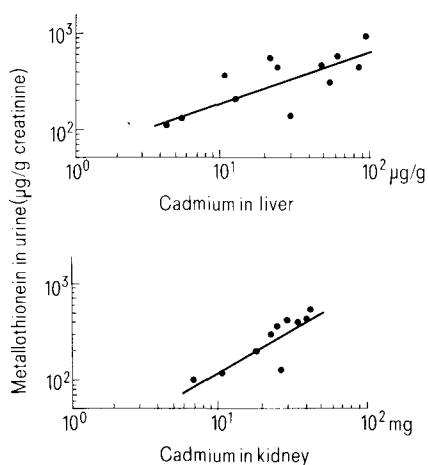 Metallothionein in urine(µg/g creatinine)
10³
10²
10⁰
10¹
10² µg/g
Cadmium in liver
10³
10²
10⁰
10¹
10² mg
Cadmium in kidney